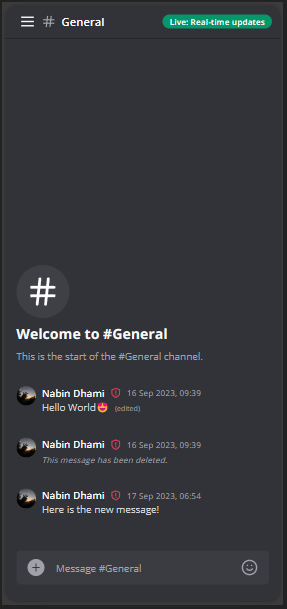 # General
Live: Real-time updates
#
Welcome to #General
This is the start of the #General channel.
Nabin Dhami 16 Sep 2023, 09:39
Hello World😍 (edited)
Nabin Dhami 16 Sep 2023, 09:39
This message has been deleted.
Nabin Dhami 17 Sep 2023, 06:54
Here is the new message!
Message #General